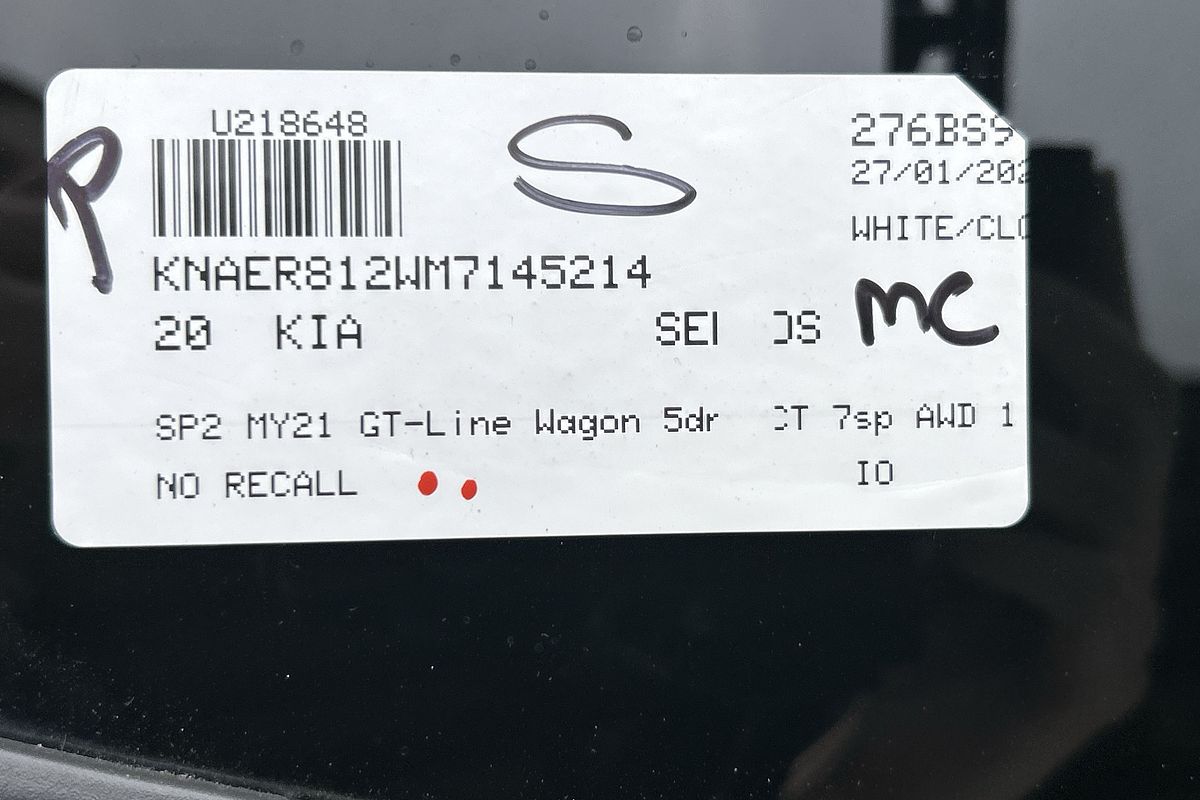 U218648
R
S
276BS9
27/01/202
WHITE/CLO
KNAER812WM7145214
MC
20 KIA
SP2 MY21 GT-Line Wagon 5dr 7sp AWD 1
NO RECALL
IO